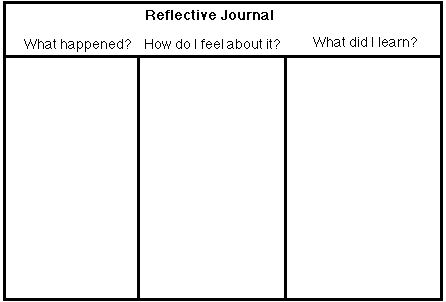 Reflective Journal
What happened? How do I feel about it? What did I learn?